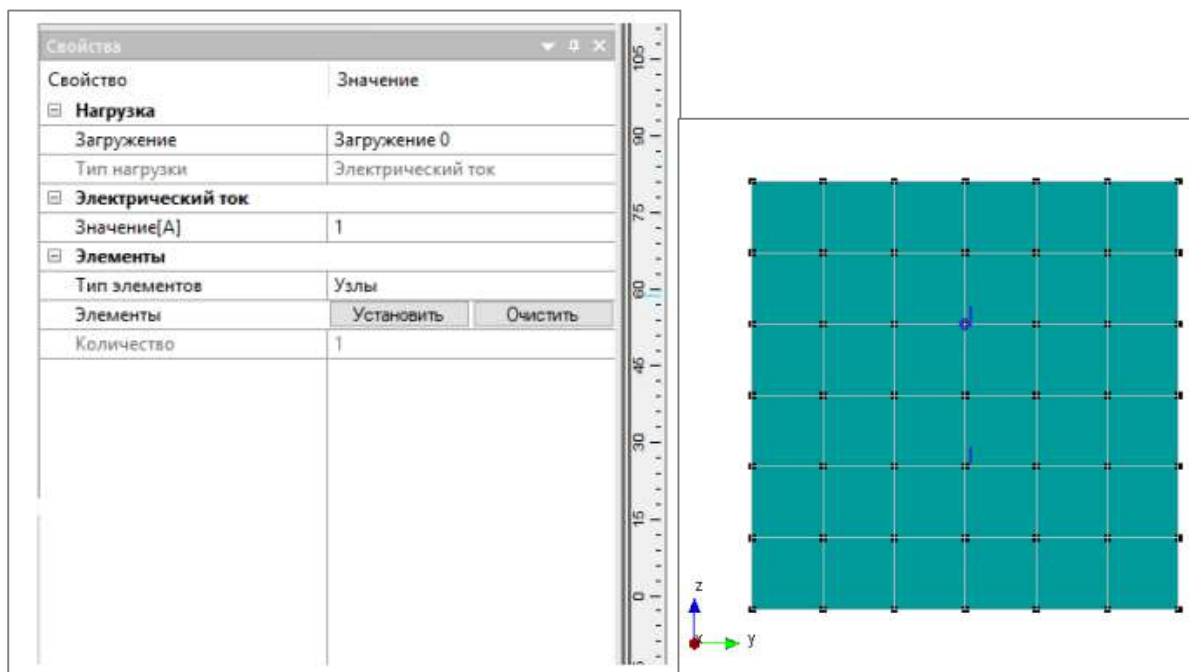 Свойства
Свойство Значение
Нагрузка
Загружение Загружение 0
Тип нагрузки Электрический ток
Электрический ток
Значение[A] 1
Элементы
Тип элементов Узлы
Элементы Установить Очистить
Количество 1
105
90
75
60
45
30
15
0
J
J
z
x
y